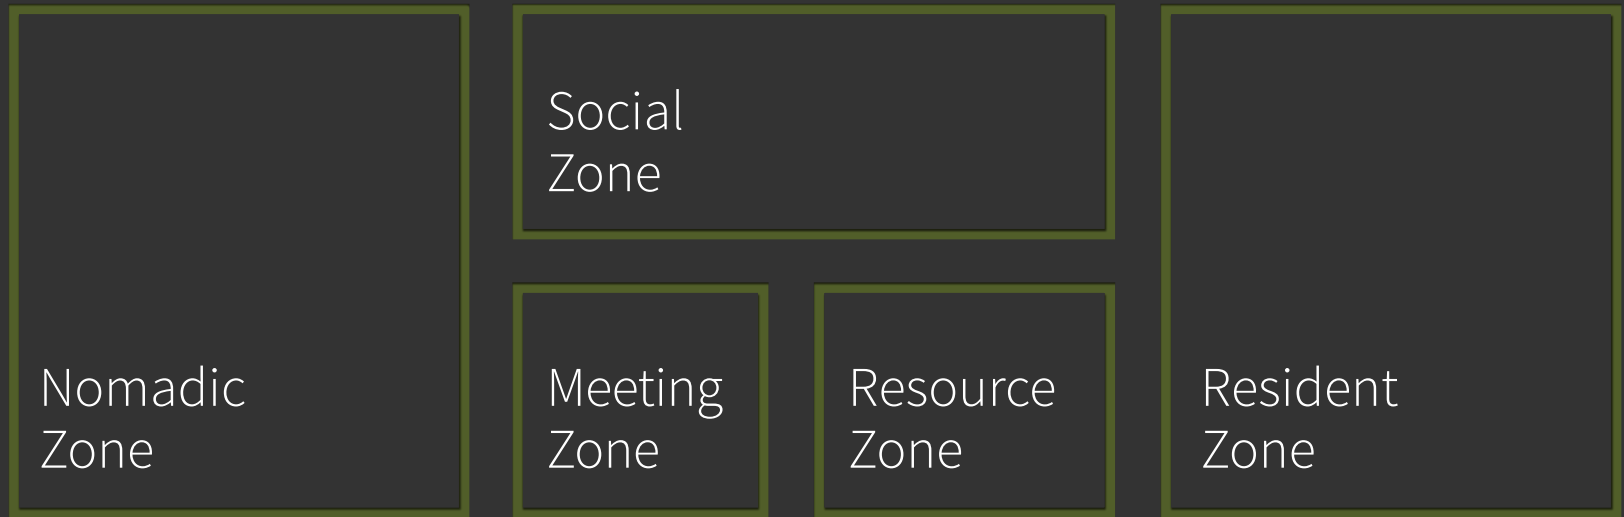 Nomadic
Zone
Social
Zone
Meeting
Zone
Resource
Zone
Resident
Zone